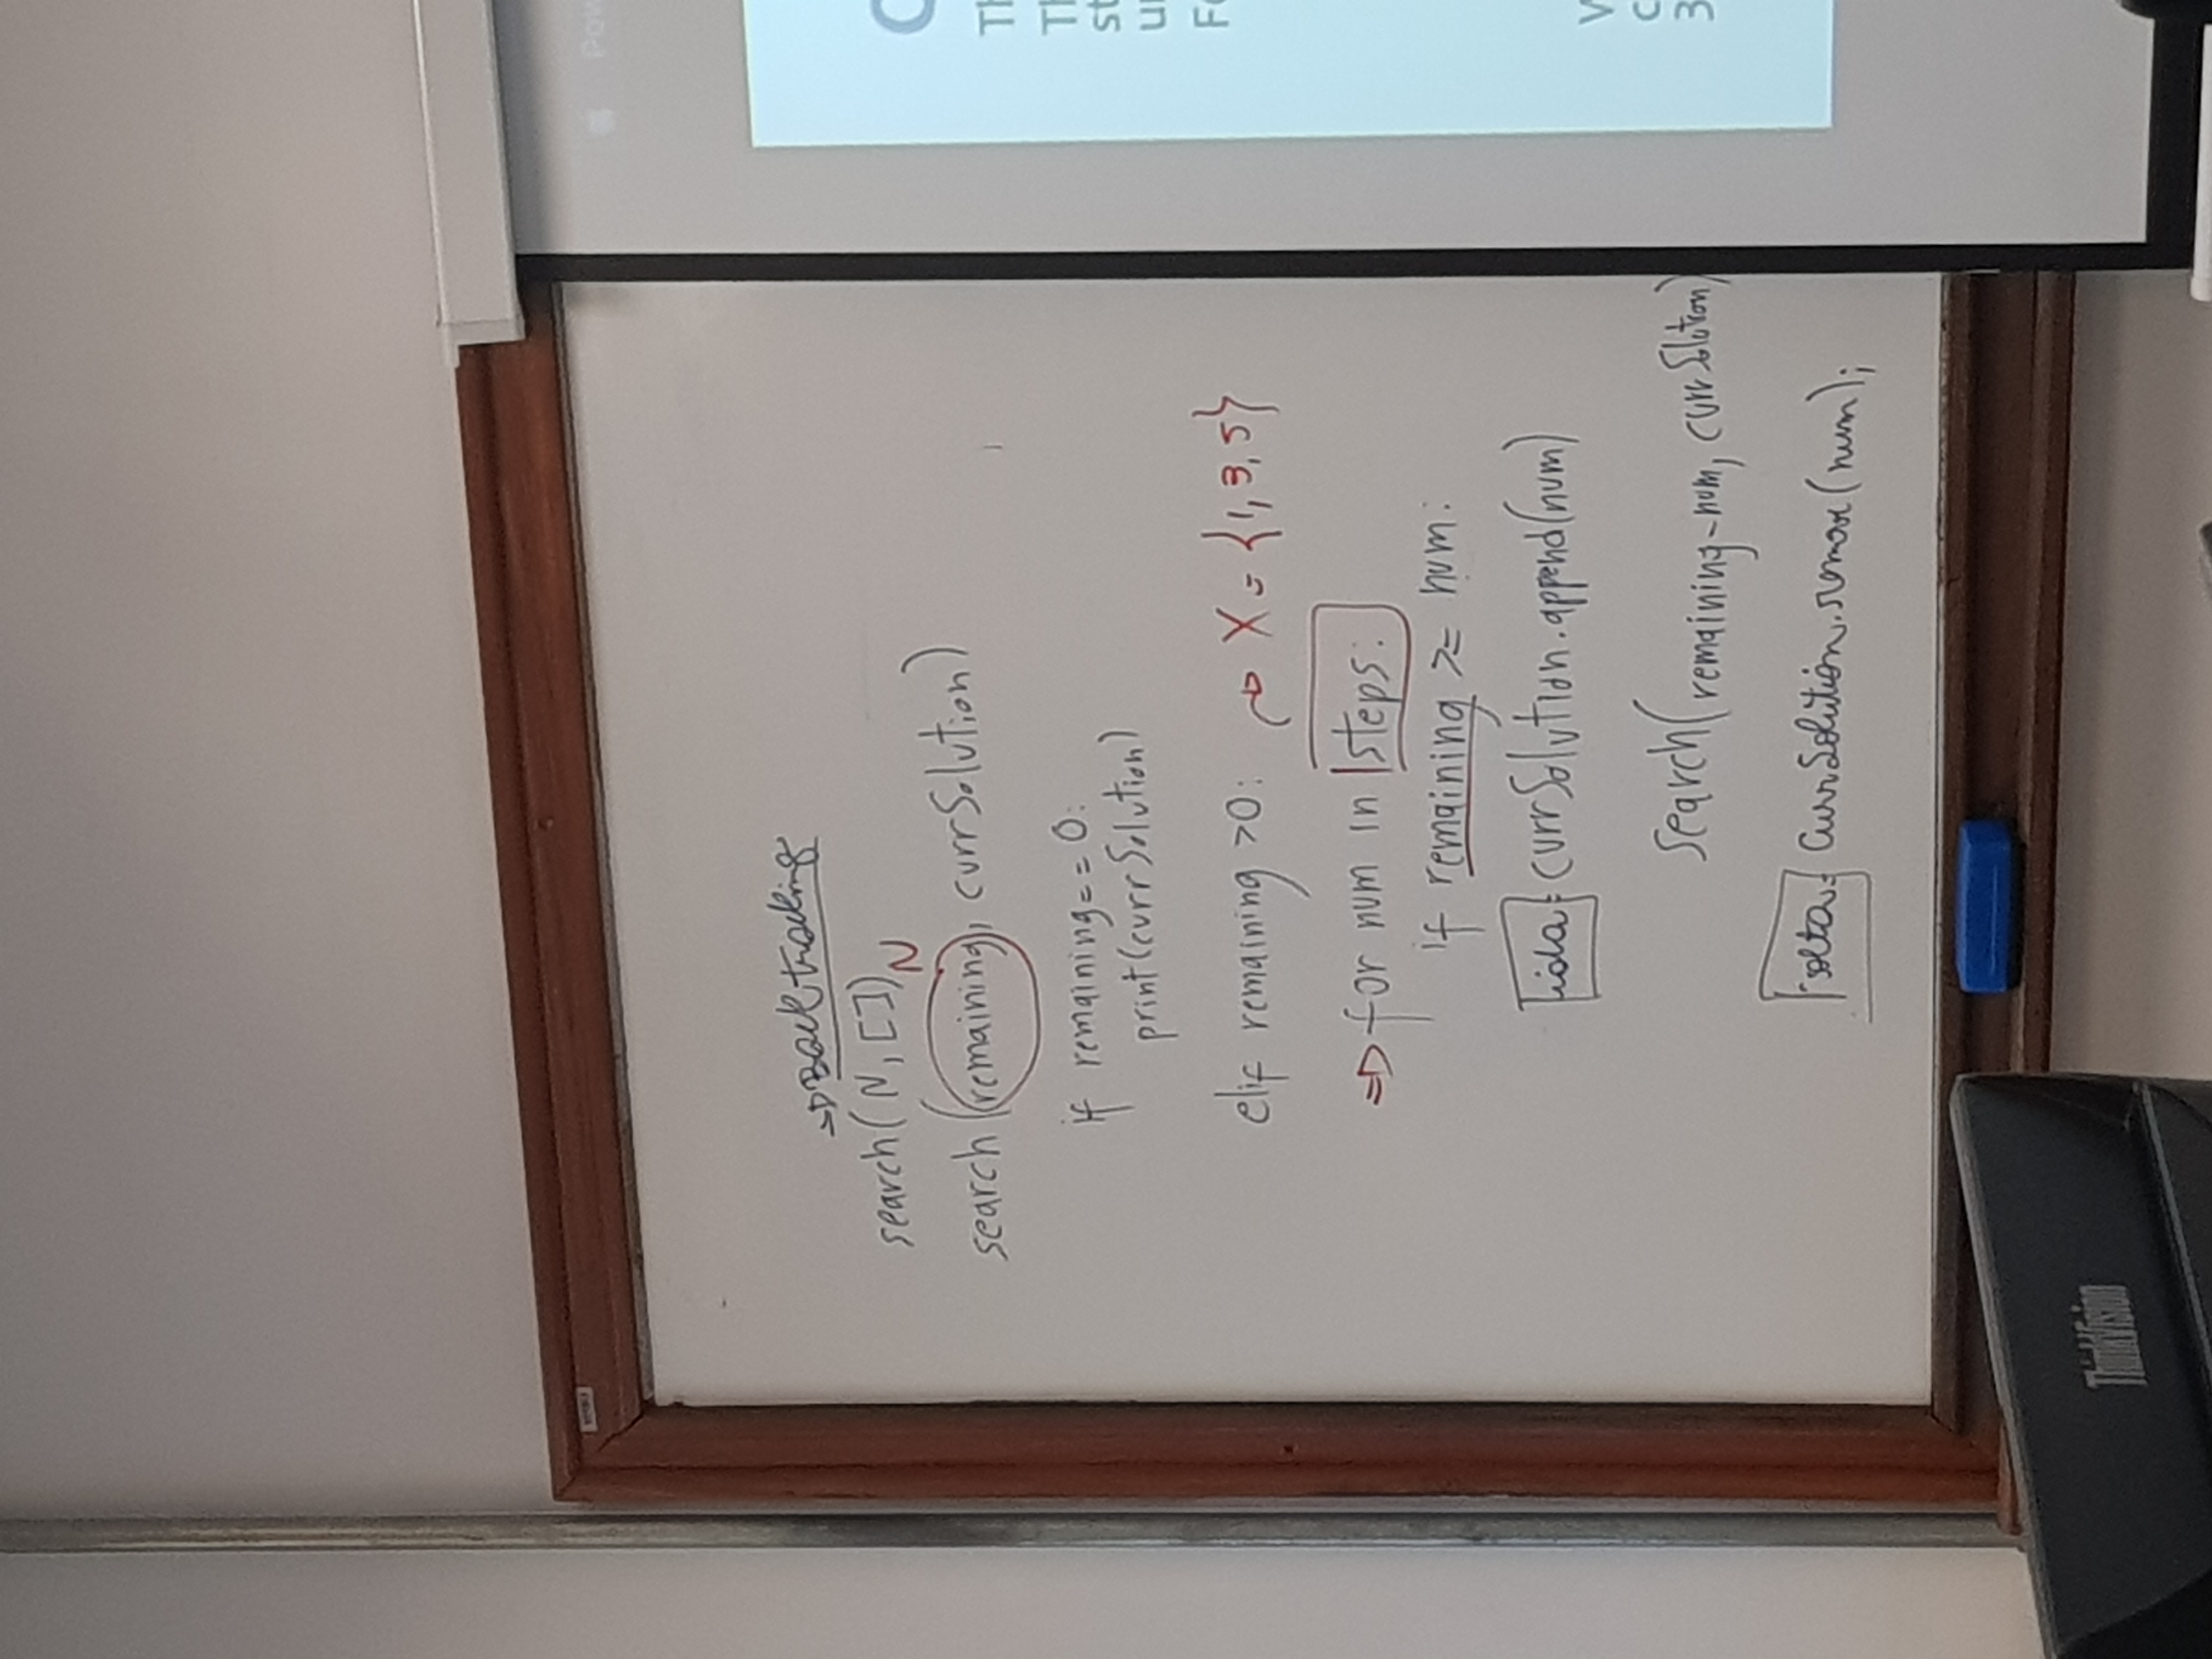 => Backtracking
search(N, [])
N
search(remaining, currSolution)
if remaining == 0:
print(currSolution)
elif remaining >0:
X = {1, 3, 5}
=> for num in steps:
if remaining >= num:
ida: currSolution.append(num)
search(remaining-num, currSolution)
volta: currSolution.remove(num);
ThinkVision
Pow
C
Th
Th
st
Fo
W
c
3